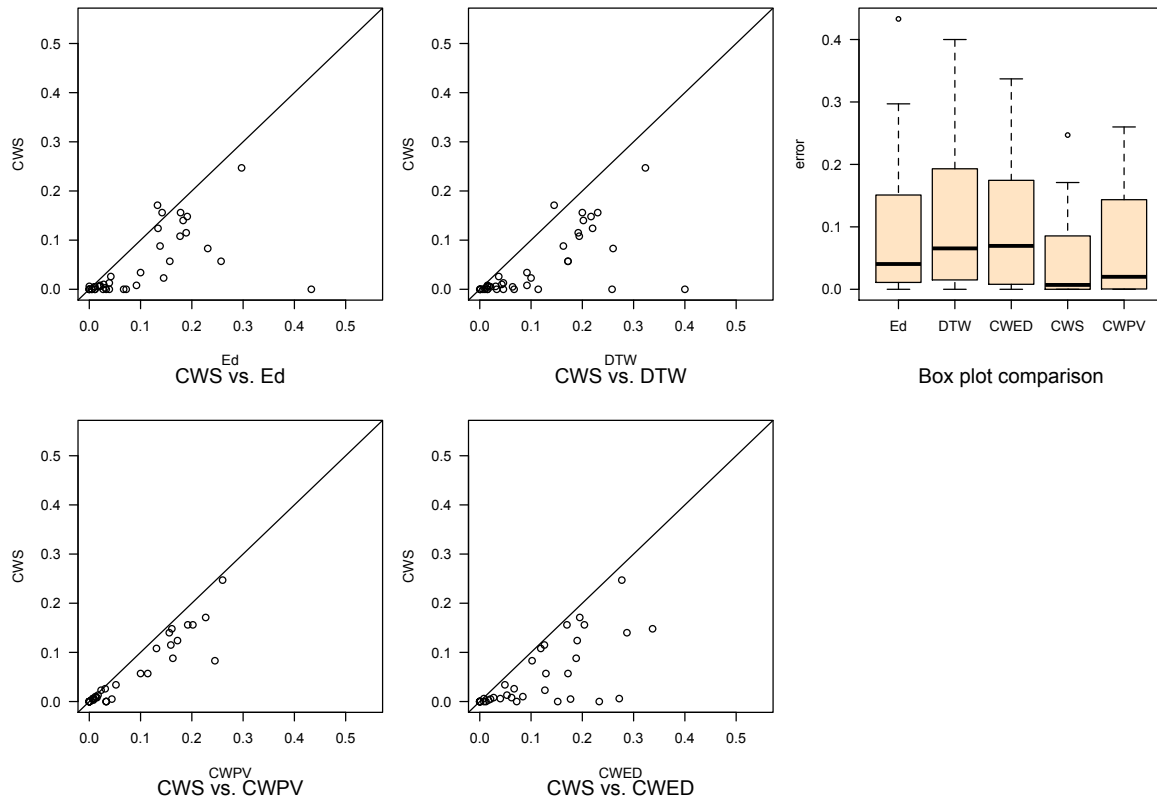 0.5
0.4
0.3
0.2
0.1
0.0
CWS
0.0 0.1 0.2 0.3 0.4 0.5
Ed
CWS vs. Ed
0.5
0.4
0.3
0.2
0.1
0.0
CWS
0.0 0.1 0.2 0.3 0.4 0.5
DTW
CWS vs. DTW
0.4
0.3
0.2
0.1
0.0
error
Ed DTW CWED CWS CWPV
Box plot comparison
0.5
0.4
0.3
0.2
0.1
0.0
CWS
0.0 0.1 0.2 0.3 0.4 0.5
CWPV
CWS vs. CWPV
0.5
0.4
0.3
0.2
0.1
0.0
CWS
0.0 0.1 0.2 0.3 0.4 0.5
CWED
CWS vs. CWED